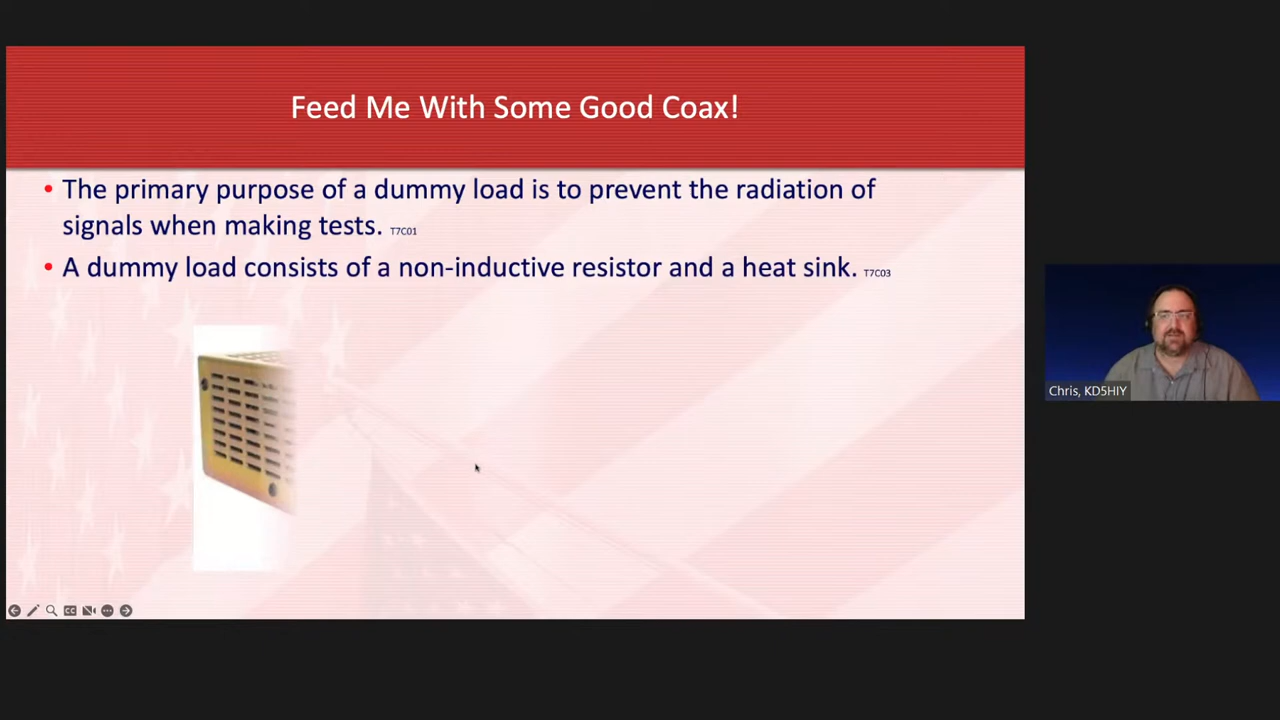 Feed Me With Some Good Coax!
• The primary purpose of a dummy load is to prevent the radiation of
signals when making tests. T7C01
• A dummy load consists of a non-inductive resistor and a heat sink. T7C03
Chris, KD5HIY
CC